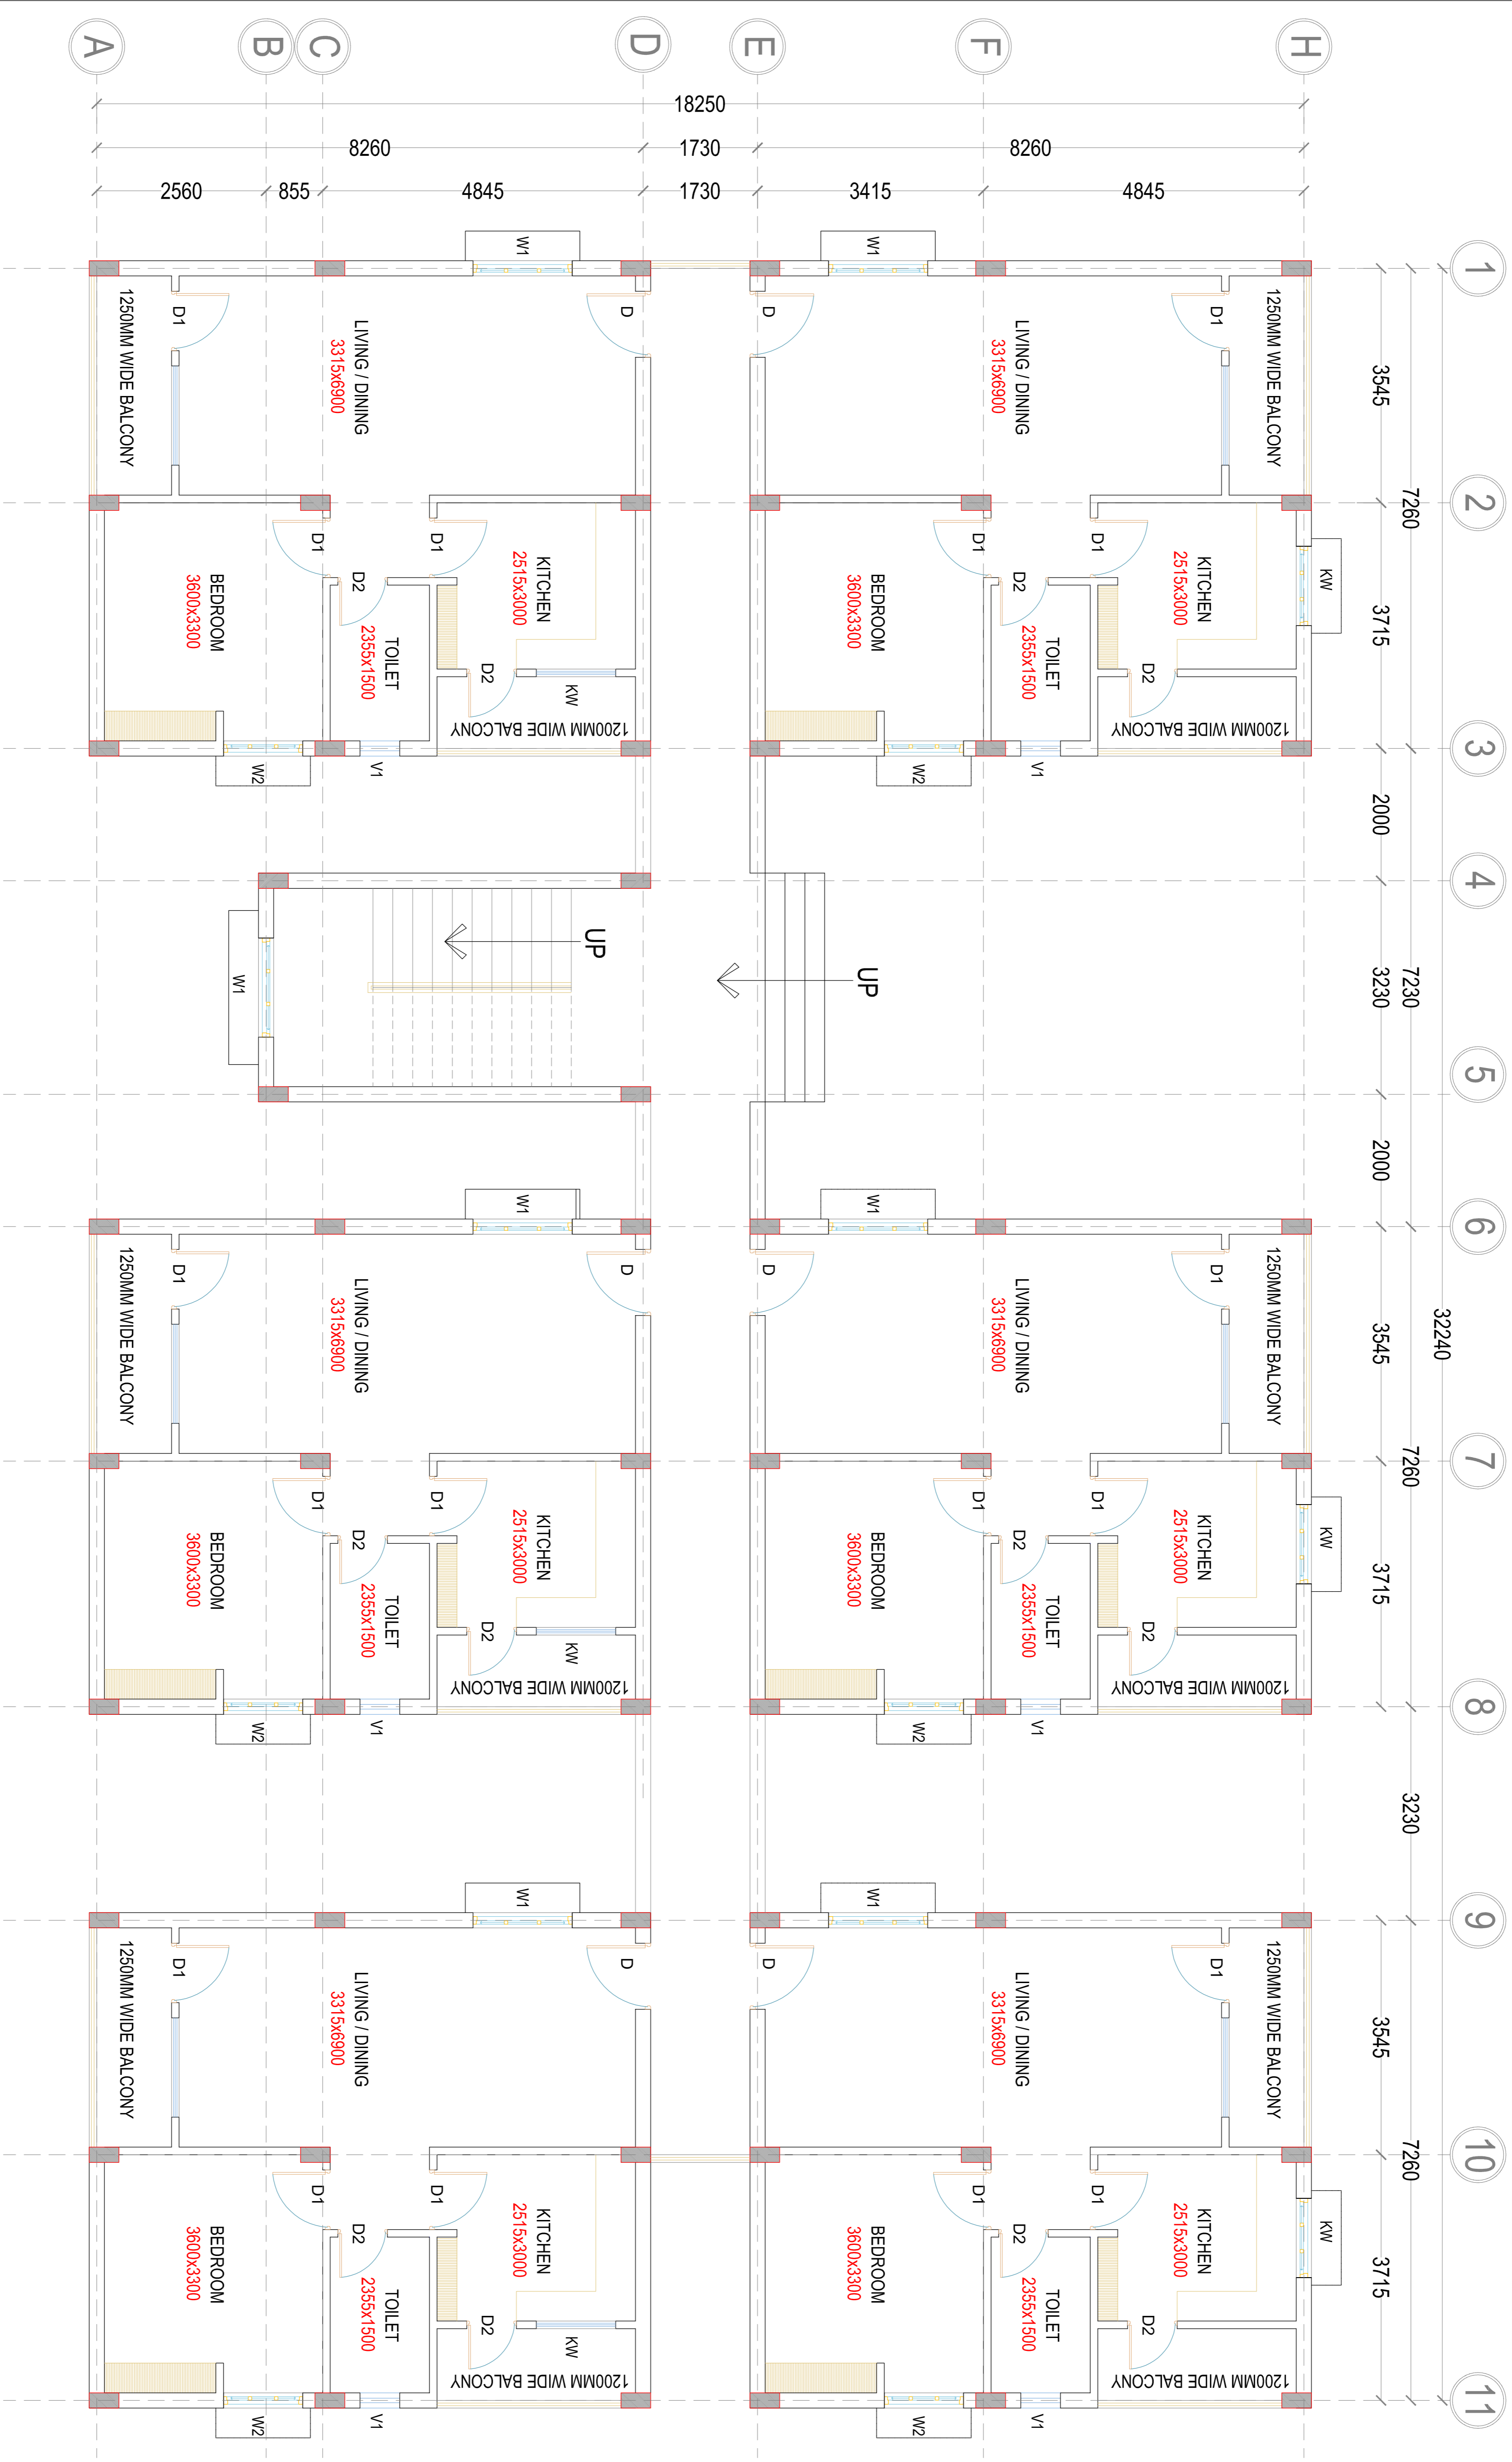 A
B
C
D
E
F
H
18250
8260
1730
8260
2560
855
4845
1730
3415
4845
1
2
3
4
5
6
7
8
9
10
11
32240
7260
7230
7260
3230
7260
3545
3715
2000
3230
2000
3545
3715
3545
3715
W1
W1
1250MM WIDE BALCONY
D1
LIVING / DINING
3315x6900
D
D
LIVING / DINING
3315x6900
D1
1250MM WIDE BALCONY
BEDROOM
3600x3300
D1
D2
TOILET
2355x1500
D1
KITCHEN
2515x3000
D2
KW
1200MM WIDE BALCONY
W2
V1
BEDROOM
3600x3300
D1
D2
TOILET
2355x1500
D1
KITCHEN
2515x3000
D2
KW
1200MM WIDE BALCONY
W2
V1
UP
UP
W1
W1
W1
1250MM WIDE BALCONY
D1
LIVING / DINING
3315x6900
D
D
LIVING / DINING
3315x6900
D1
1250MM WIDE BALCONY
BEDROOM
3600x3300
D1
D2
TOILET
2355x1500
D1
KITCHEN
2515x3000
D2
KW
1200MM WIDE BALCONY
W2
V1
BEDROOM
3600x3300
D1
D2
TOILET
2355x1500
D1
KITCHEN
2515x3000
D2
KW
1200MM WIDE BALCONY
W2
V1
W1
W1
1250MM WIDE BALCONY
D1
LIVING / DINING
3315x6900
D
D
LIVING / DINING
3315x6900
D1
1250MM WIDE BALCONY
BEDROOM
3600x3300
D1
D2
TOILET
2355x1500
D1
KITCHEN
2515x3000
D2
KW
1200MM WIDE BALCONY
W2
V1
BEDROOM
3600x3300
D1
D2
TOILET
2355x1500
D1
KITCHEN
2515x3000
D2
KW
1200MM WIDE BALCONY
W2
V1